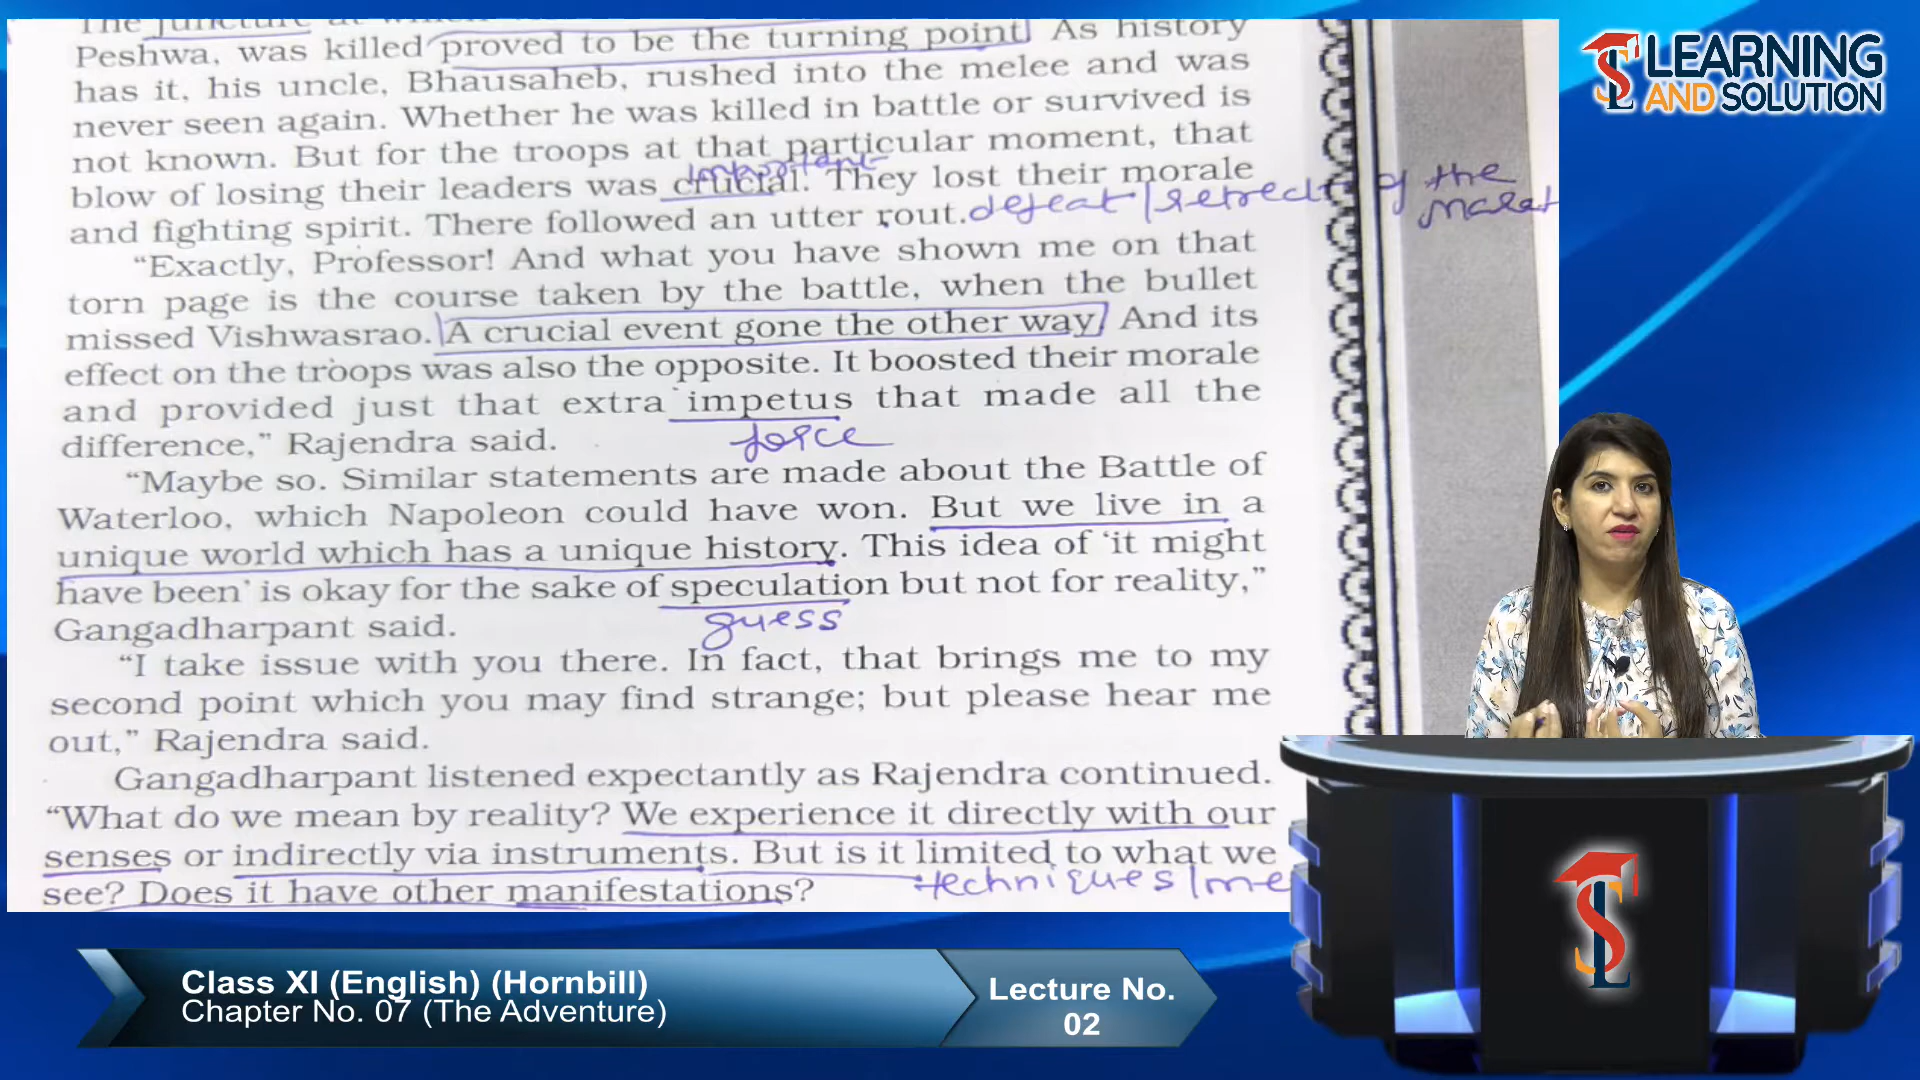 The juncture at which
Peshwa, was killed proved to be the turning point. As history
has it, his uncle, Bhausaheb, rushed into the melee and was
never seen again. Whether he was killed in battle or survived is
not known. But for the troops at that particular moment, that
important
blow of losing their leaders was crucial. They lost their morale
and fighting spirit. There followed an utter rout. defeat/retreat of the
“Exactly, Professor! And what you have shown me on that
torn page is the course taken by the battle, when the bullet
missed Vishwasrao. A crucial event gone the other way. And its
effect on the troops was also the opposite. It boosted their morale
and provided just that extra impetus that made all the
difference,” Rajendra said.
force
“Maybe so. Similar statements are made about the Battle of
Waterloo, which Napoleon could have won. But we live in a
unique world which has a unique history. This idea of ‘it might
have been’ is okay for the sake of speculation but not for reality,”
Gangadharpant said.
guess
“I take issue with you there. In fact, that brings me to my
second point which you may find strange; but please hear me
out,” Rajendra said.
Gangadharpant listened expectantly as Rajendra continued.
“What do we mean by reality? We experience it directly with our
senses or indirectly via instruments. But is it limited to what we
see? Does it have other manifestations?
techniques/me
LEARNING
AND SOLUTION
Class XI (English) (Hornbill)
Chapter No. 07 (The Adventure)
Lecture No.
02